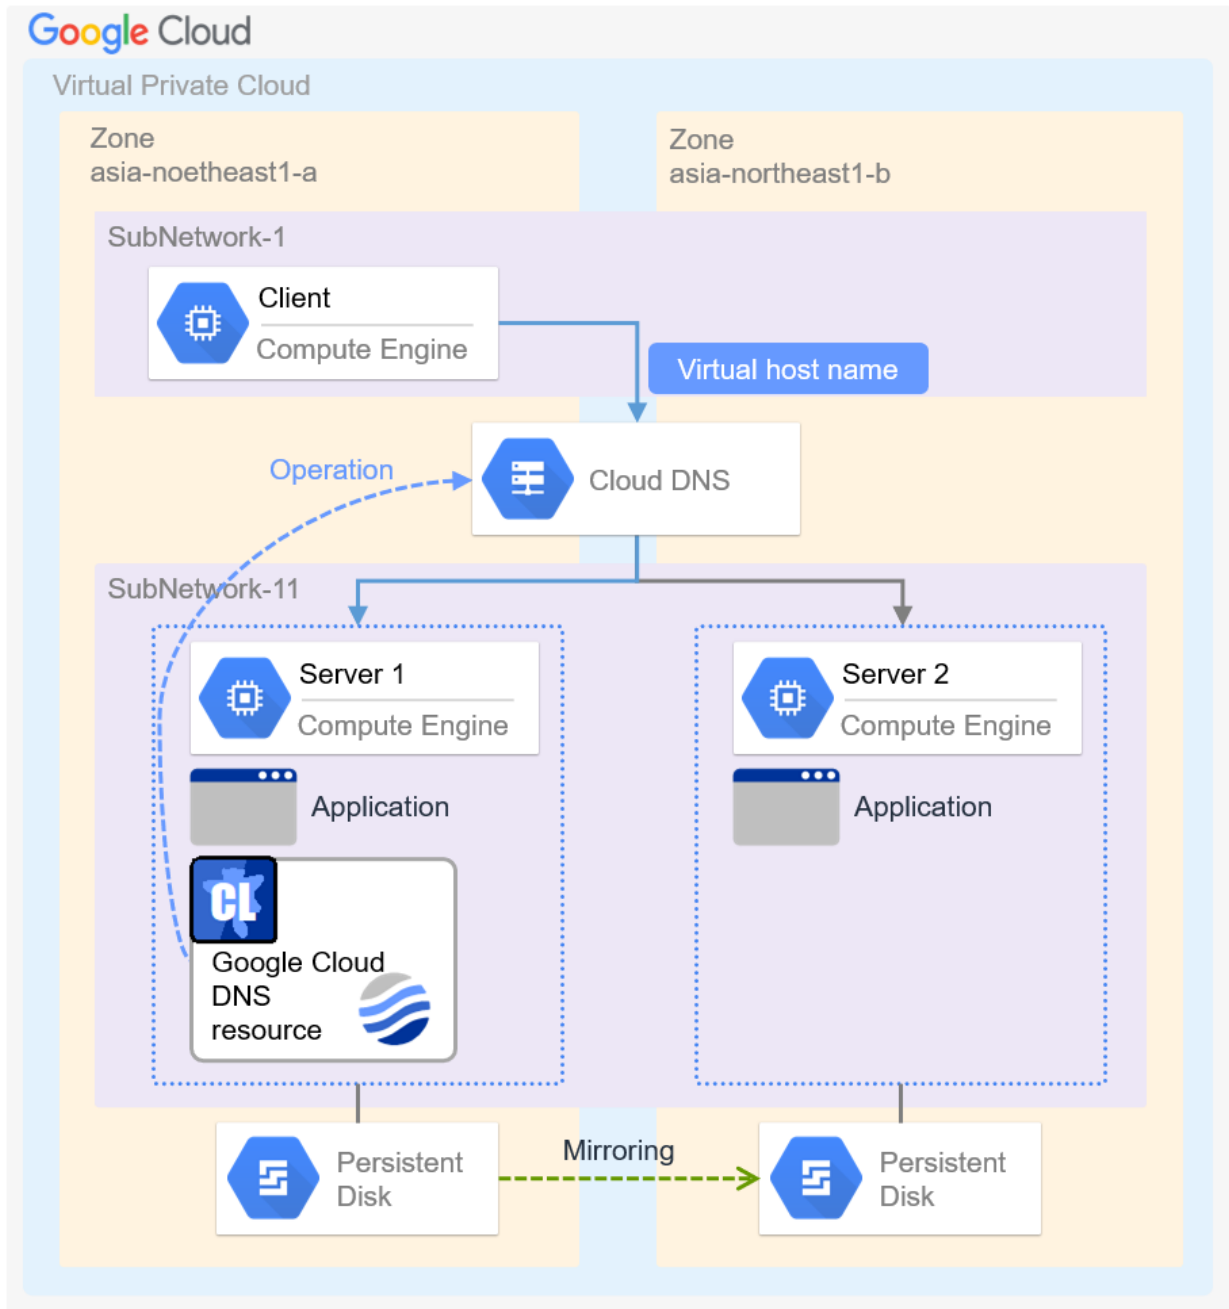 Google Cloud
Virtual Private Cloud
Zone
asia-noetheast1-a
Zone
asia-northeast1-b
SubNetwork-1
Client
Compute Engine
Virtual host name
Operation
Cloud DNS
SubNetwork-11
Server 1
Compute Engine
Application
CL
Google Cloud
DNS
resource
Server 2
Compute Engine
Application
Persistent
Disk
Mirroring
Persistent
Disk